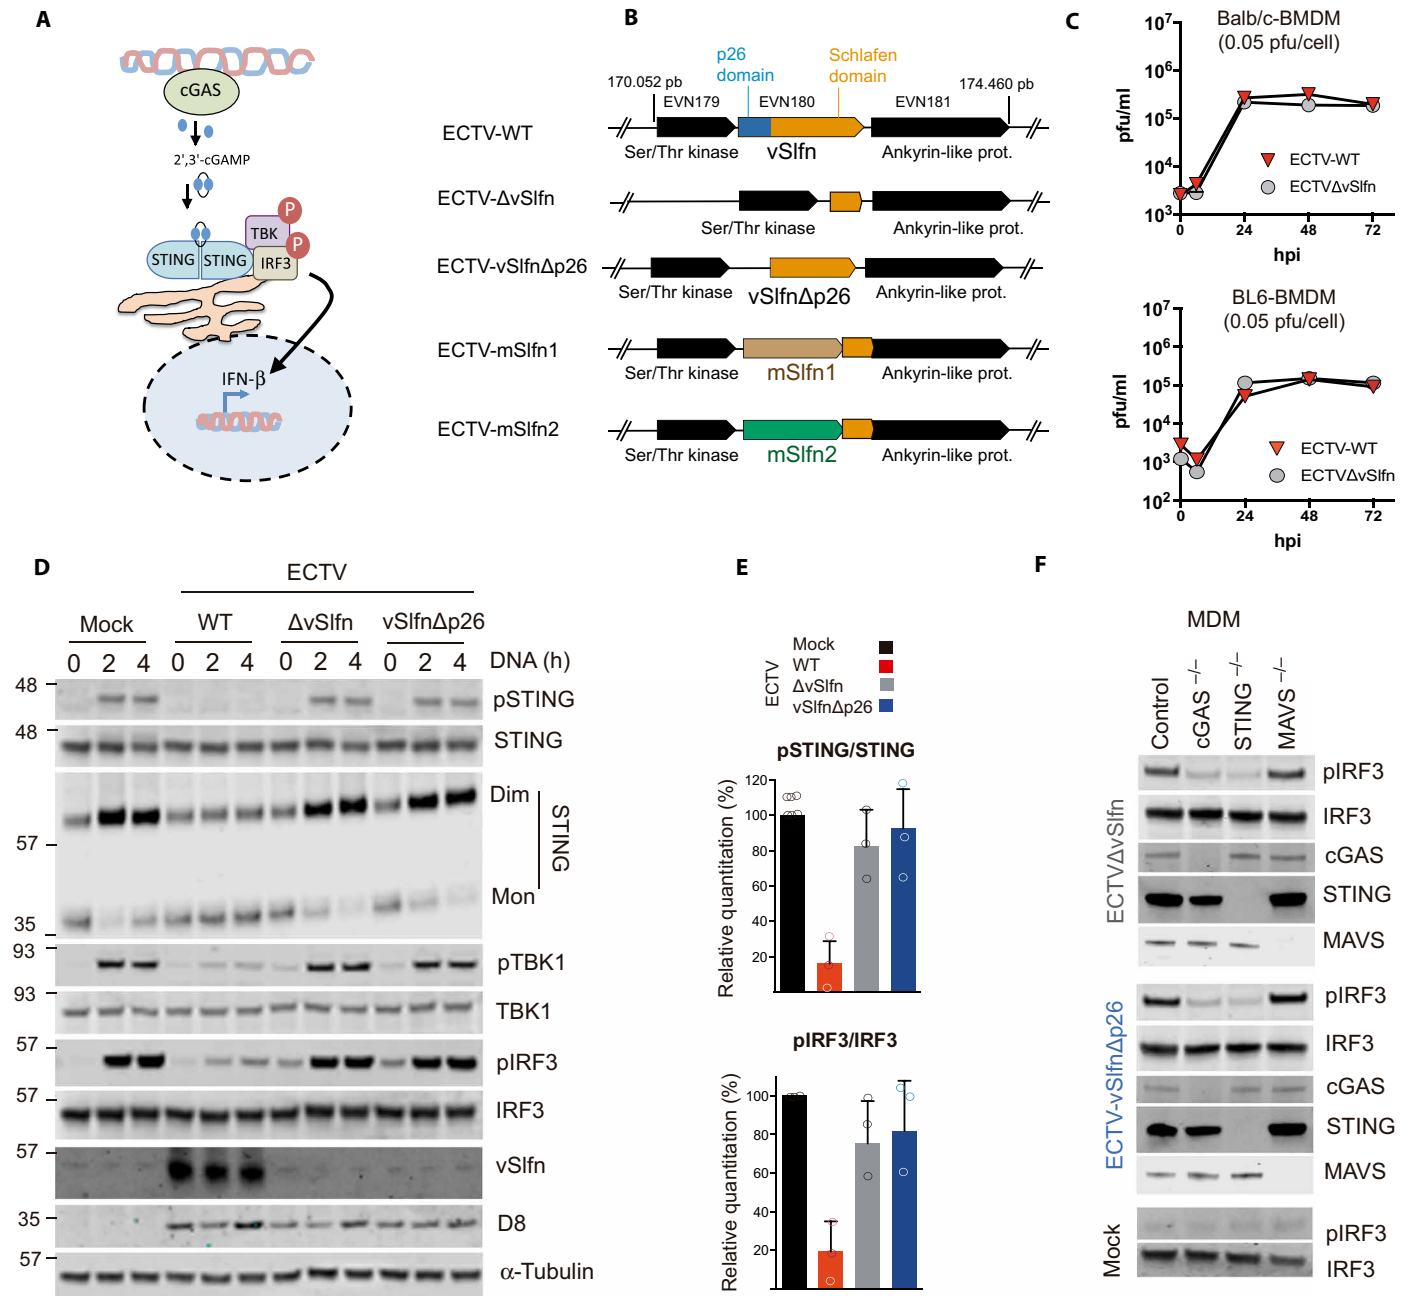 A
cGAS
2',3'-cGAMP
P
TBK
P
STING
STING
IRF3
IFN-β
B
p26
domain
Schlafen
domain
170.052 pb
174.460 pb
EVN179
EVN180
EVN181
ECTV-WT
Ser/Thr kinase
vSlfn
Ankyrin-like prot.
ECTV-ΔvSlfn
Ser/Thr kinase
Ankyrin-like prot.
ECTV-vSlfnΔp26
Ser/Thr kinase
vSlfnΔp26
Ankyrin-like prot.
ECTV-mSlfn1
Ser/Thr kinase
mSlfn1
Ankyrin-like prot.
ECTV-mSlfn2
Ser/Thr kinase
mSlfn2
Ankyrin-like prot.
C
Balb/c-BMDM
(0.05 pfu/cell)
10⁷
10⁶
10⁵
10⁴
10³
pfu/ml
ECTV-WT
ECTVΔvSlfn
0 24 48 72
hpi
BL6-BMDM
(0.05 pfu/cell)
10⁷
10⁶
10⁵
10⁴
10³
10²
pfu/ml
ECTV-WT
ECTVΔvSlfn
0 24 48 72
hpi
D
ECTV
Mock WT ΔvSlfn vSlfnΔp26
0 2 4 0 2 4 0 2 4 0 2 4 DNA (h)
48 pSTING
48 STING
Dim
57
STING
Mon
35
93 pTBK1
93 TBK1
57 pIRF3
57 IRF3
57 vSlfn
35 D8
57 α-Tubulin
E
ECTV
Mock
WT
ΔvSlfn
vSlfnΔp26
pSTING/STING
Relative quantitation (%)
120
100
80
60
40
20
pIRF3/IRF3
Relative quantitation (%)
100
80
60
40
20
F
MDM
Control
cGAS −/−
STING −/−
MAVS −/−
ECTVΔvSlfn
pIRF3
IRF3
cGAS
STING
MAVS
ECTV-vSlfnΔp26
pIRF3
IRF3
cGAS
STING
MAVS
Mock
pIRF3
IRF3